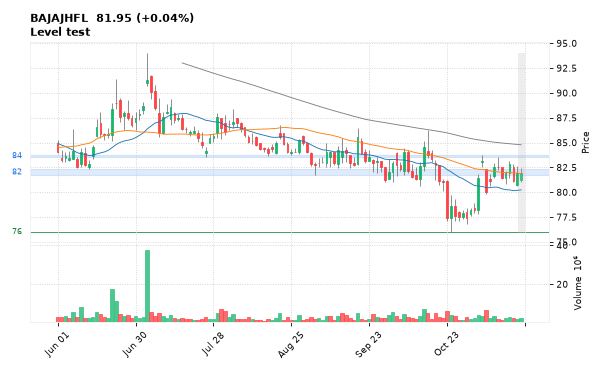 BAJAJHFL 81.95 (+0.04%)
Level test
95.0
92.5
90.0
87.5
85.0
82.5
80.0
77.5
75.0
Price
84
82
76
40
20
Volume 10⁶
Jun 01
Jun 30
Jul 28
Aug 25
Sep 23
Oct 23